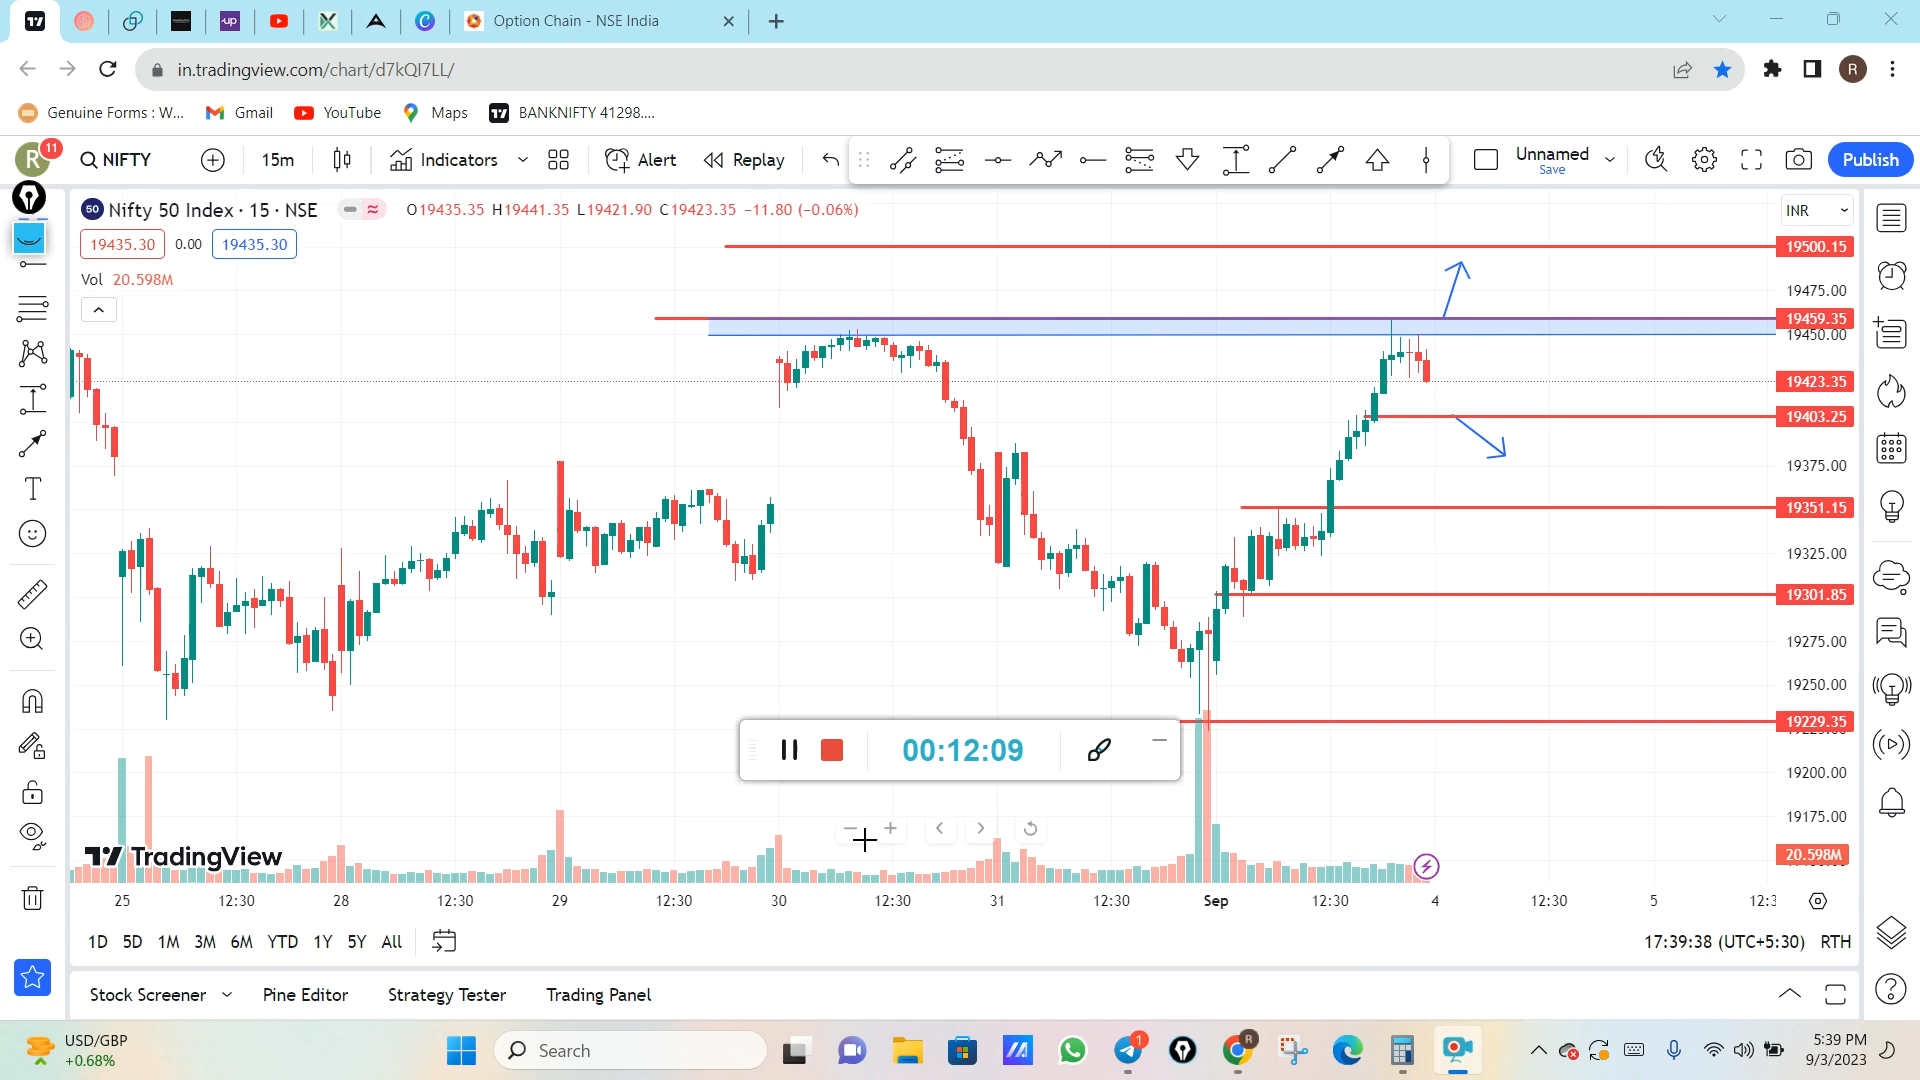 Option Chain - NSE India
up
in.tradingview.com/chart/d7kQI7LL/
R
Genuine Forms : W...
Gmail
YouTube
Maps
BANKNIFTY 41298....
R
11
NIFTY
15m
Indicators
Alert
Replay
Unnamed
Save
Publish
50
Nifty 50 Index · 15 · NSE
O19435.35 H19441.35 L19421.90 C19423.35 −11.80 (−0.06%)
INR
19435.30
0.00
19435.30
Vol 20.598M
19500.15
19475.00
19459.35
19450.00
19423.35
19403.25
19375.00
19351.15
19325.00
19301.85
19275.00
19250.00
19229.35
19200.00
19175.00
20.598M
00:12:09
TradingView
25 12:30 28 12:30 29 12:30 30 12:30 31 12:30 Sep 12:30 4 12:30 5 12:3
1D 5D 1M 3M 6M YTD 1Y 5Y All
17:39:38 (UTC+5:30) RTH
Stock Screener
Pine Editor
Strategy Tester
Trading Panel
USD/GBP
+0.68%
Search
1
R
5:39 PM
9/3/2023